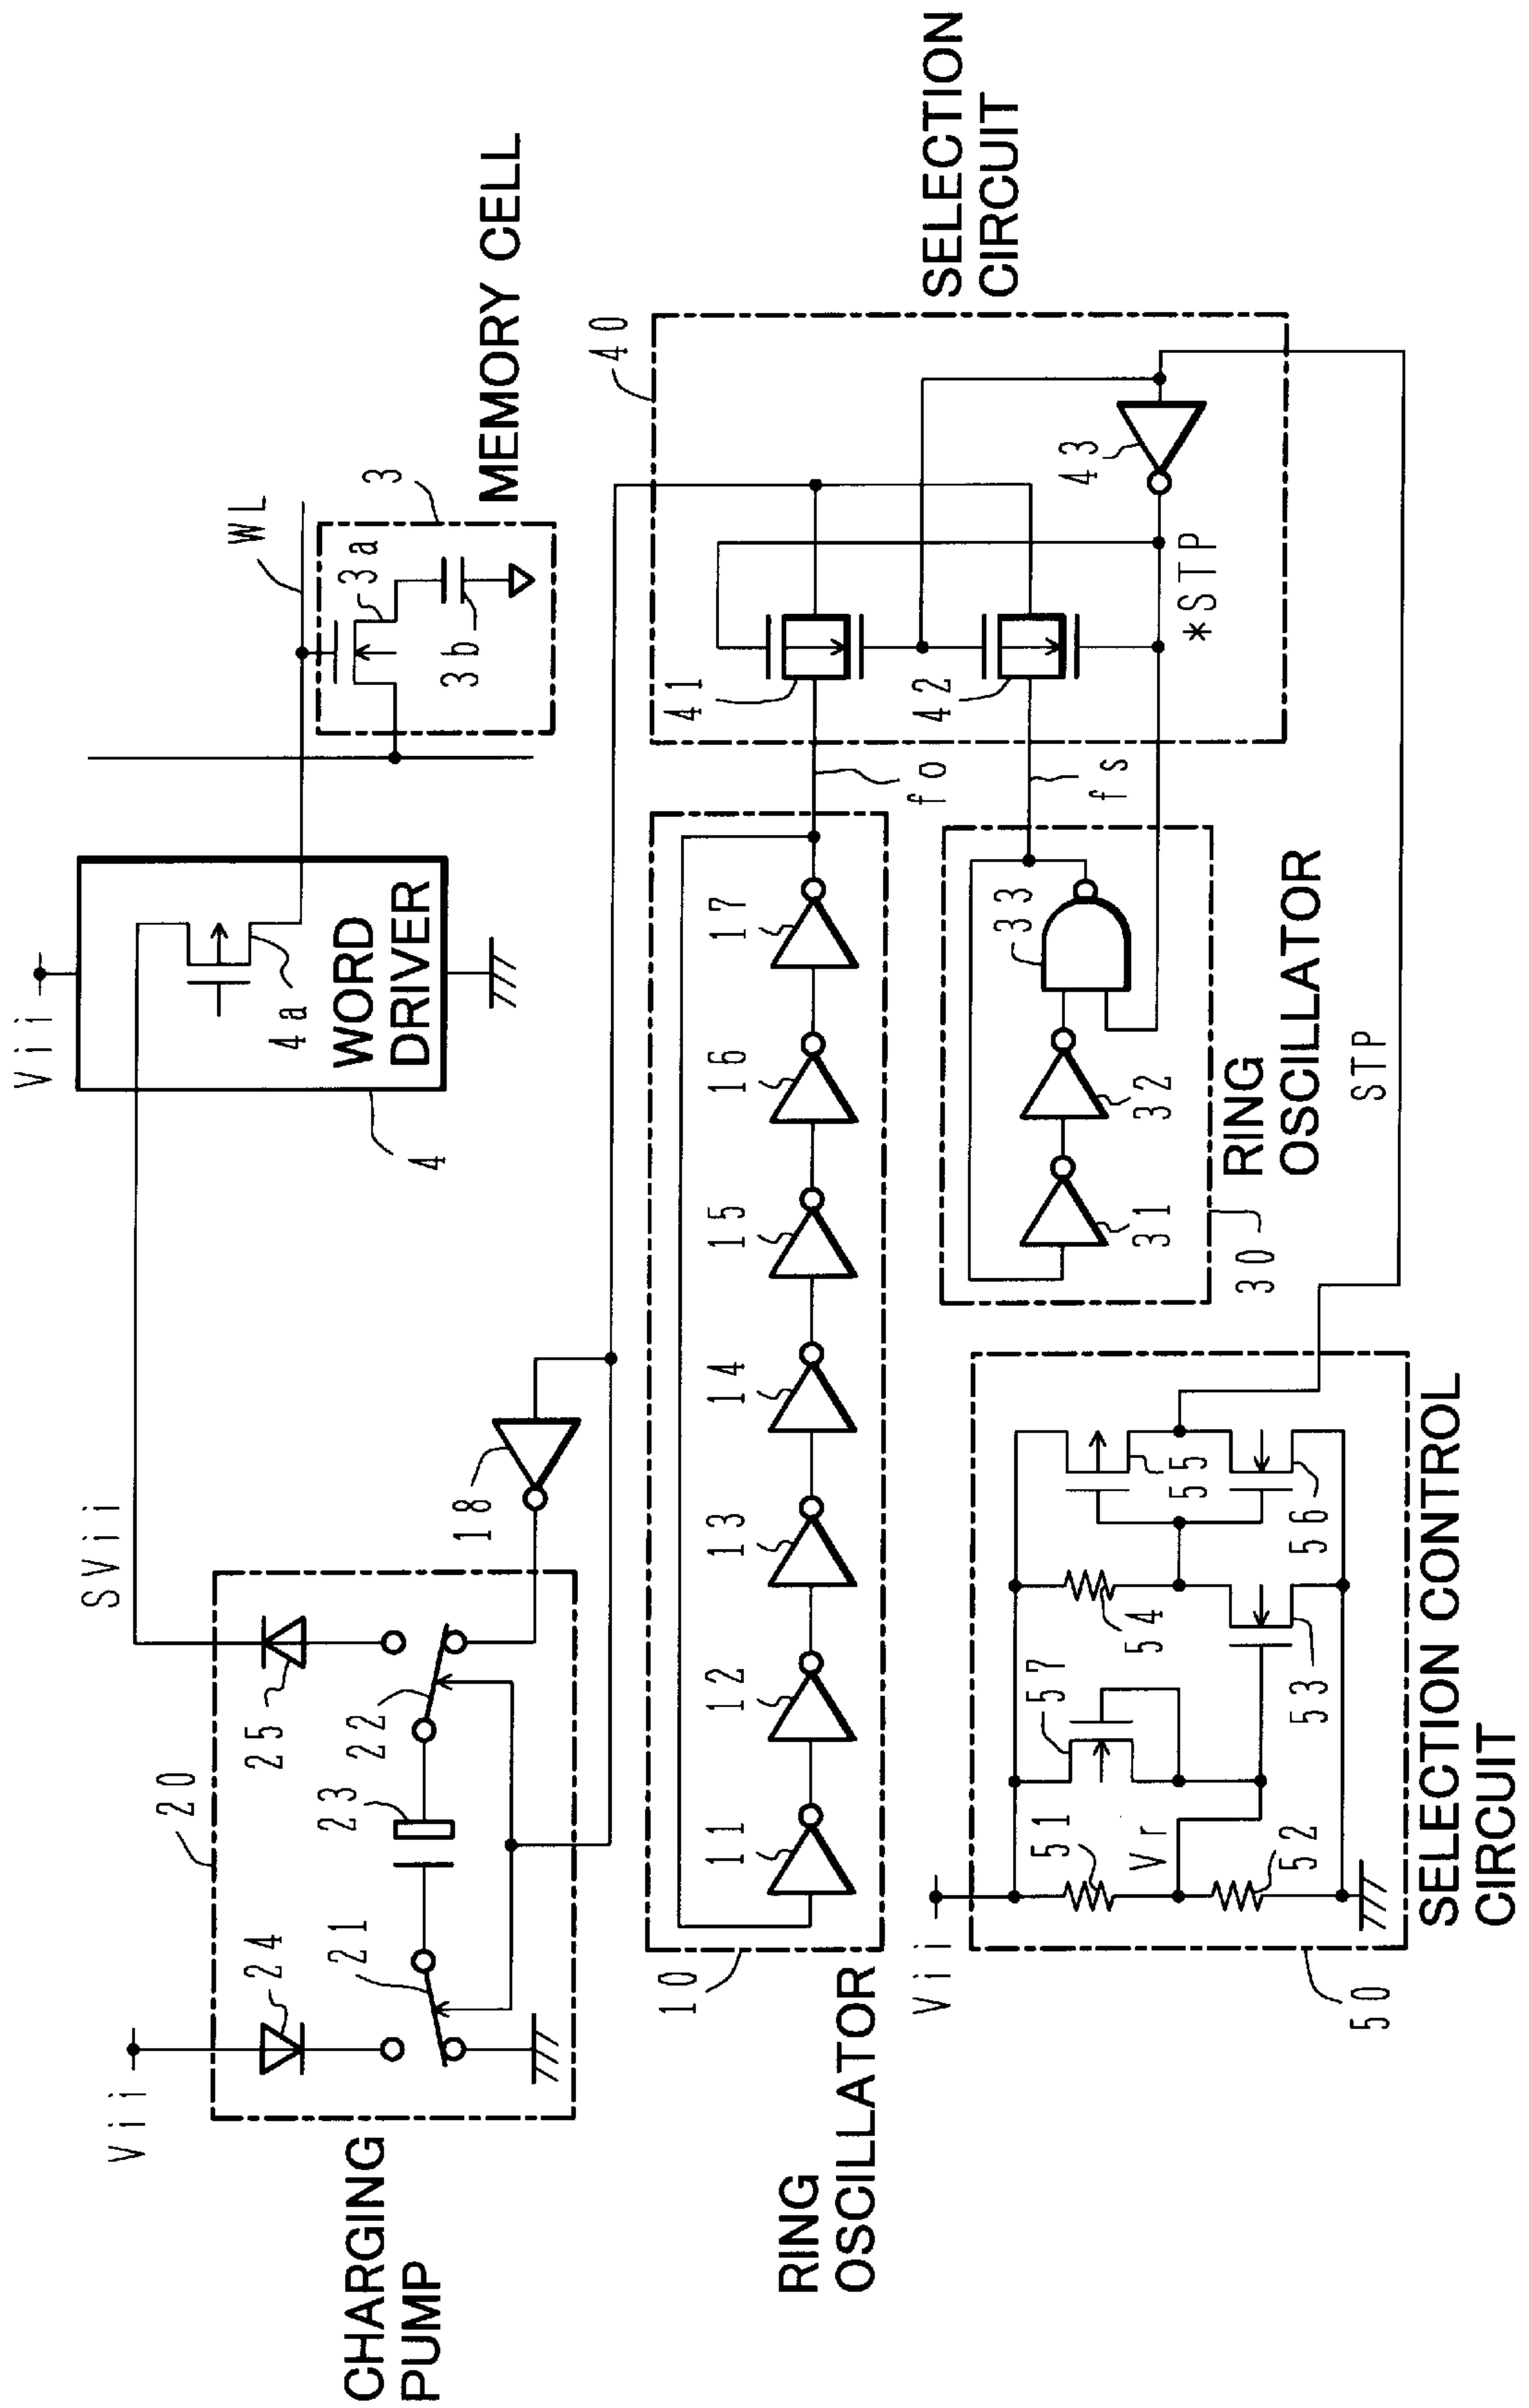 Vii
SVii
Vii
WL
CHARGING
PUMP
20
24
25
21
22
23
18
4
4a
WORD
DRIVER
3
3a
3b
MEMORY CELL
RING
OSCILLATOR
10
11
12
13
14
15
16
17
fo
40
SELECTION
CIRCUIT
41
42
43
*STP
fs
Vii
50
51
52
Vr
57
53
54
55
56
SELECTION CONTROL
CIRCUIT
30
31
32
33
RING
OSCILLATOR
STP